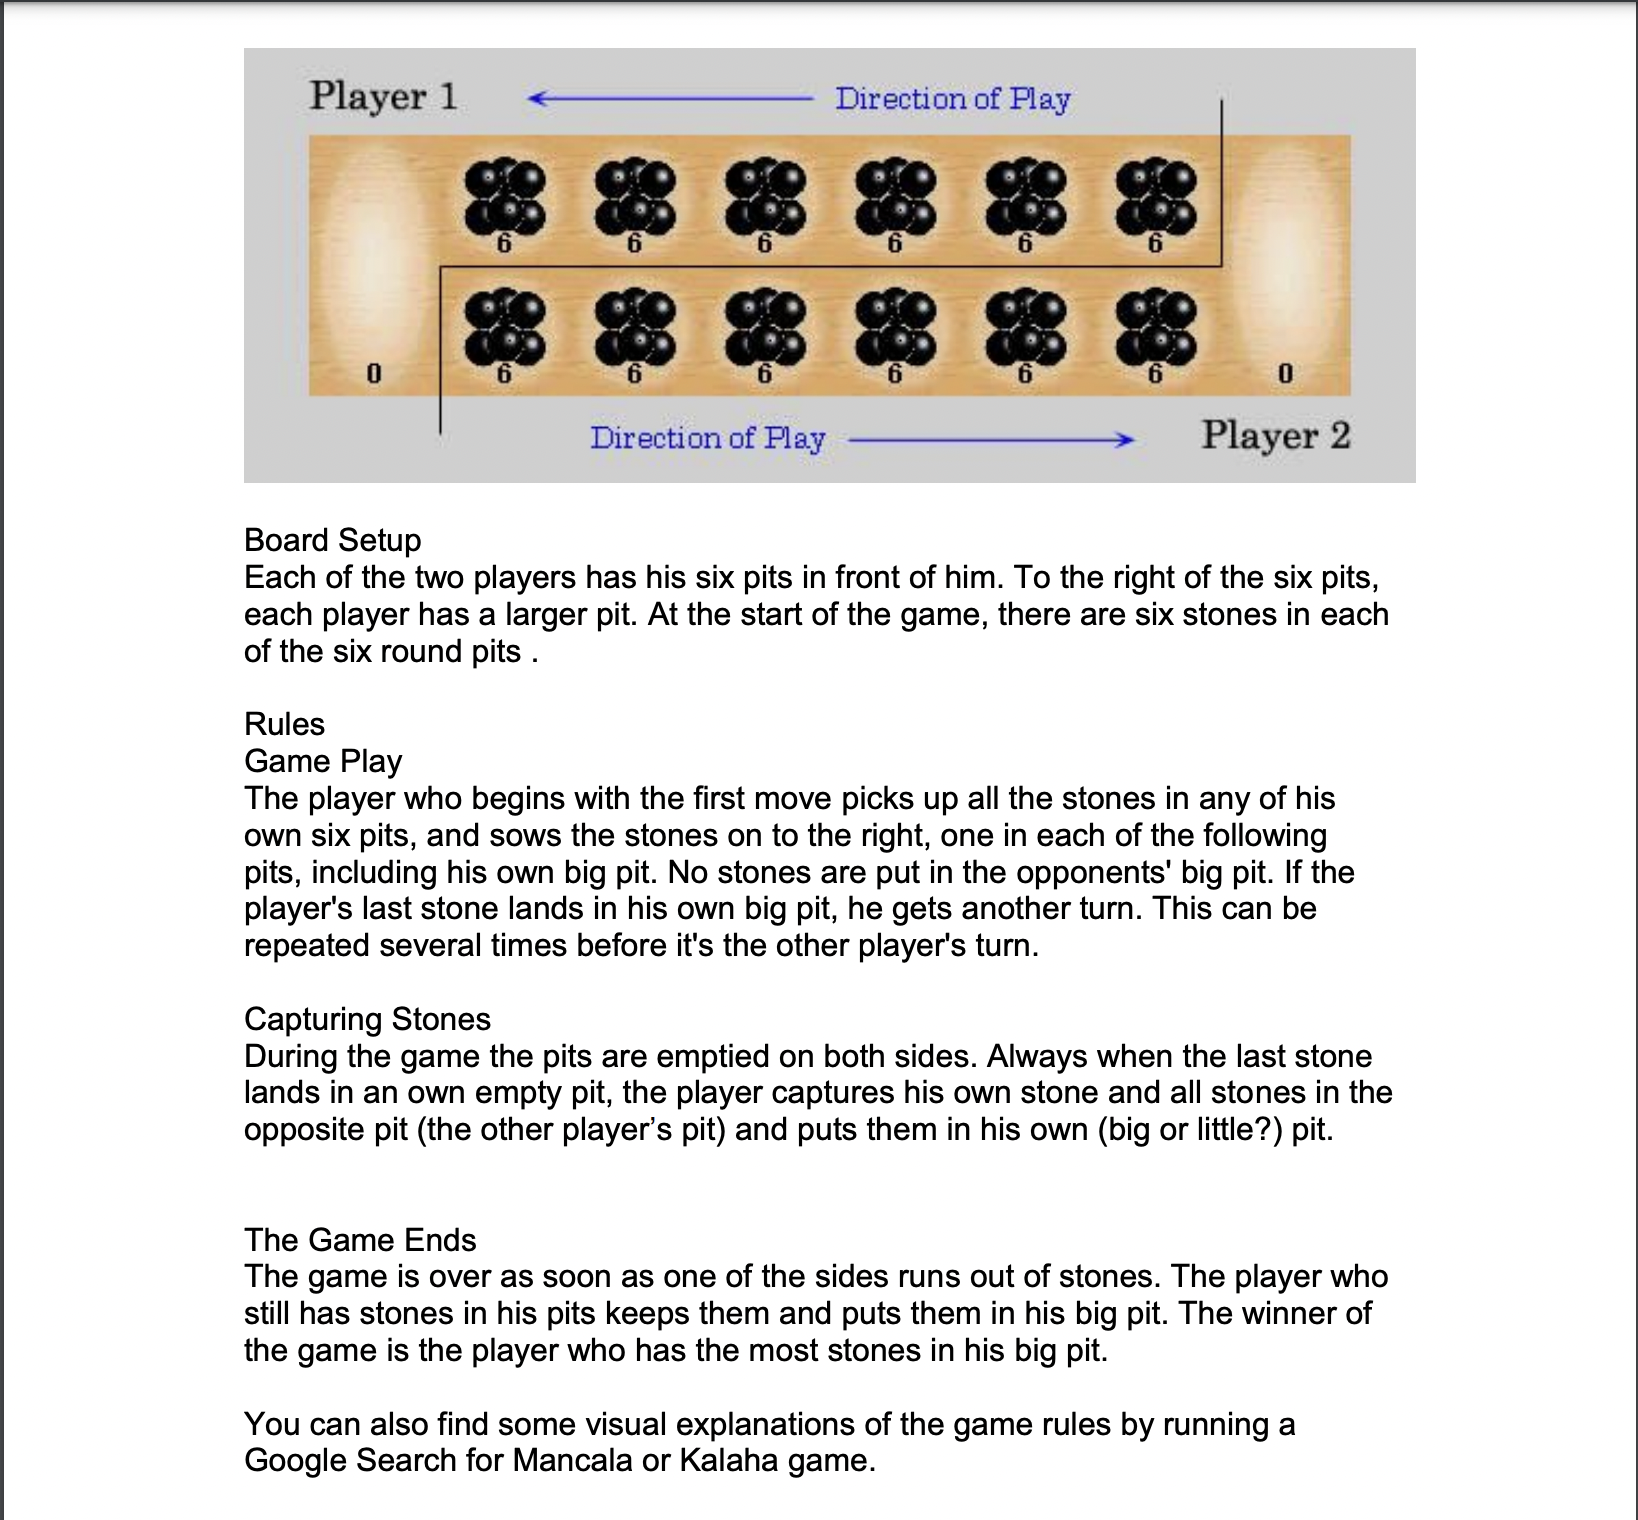 Player 1
Direction of Play
6 6 6 6 6 6
0 6 6 6 6 6 6 0
Direction of Play
Player 2
Board Setup
Each of the two players has his six pits in front of him. To the right of the six pits,
each player has a larger pit. At the start of the game, there are six stones in each
of the six round pits .
Rules
Game Play
The player who begins with the first move picks up all the stones in any of his
own six pits, and sows the stones on to the right, one in each of the following
pits, including his own big pit. No stones are put in the opponents' big pit. If the
player's last stone lands in his own big pit, he gets another turn. This can be
repeated several times before it's the other player's turn.
Capturing Stones
During the game the pits are emptied on both sides. Always when the last stone
lands in an own empty pit, the player captures his own stone and all stones in the
opposite pit (the other player’s pit) and puts them in his own (big or little?) pit.
The Game Ends
The game is over as soon as one of the sides runs out of stones. The player who
still has stones in his pits keeps them and puts them in his big pit. The winner of
the game is the player who has the most stones in his big pit.
You can also find some visual explanations of the game rules by running a
Google Search for Mancala or Kalaha game.